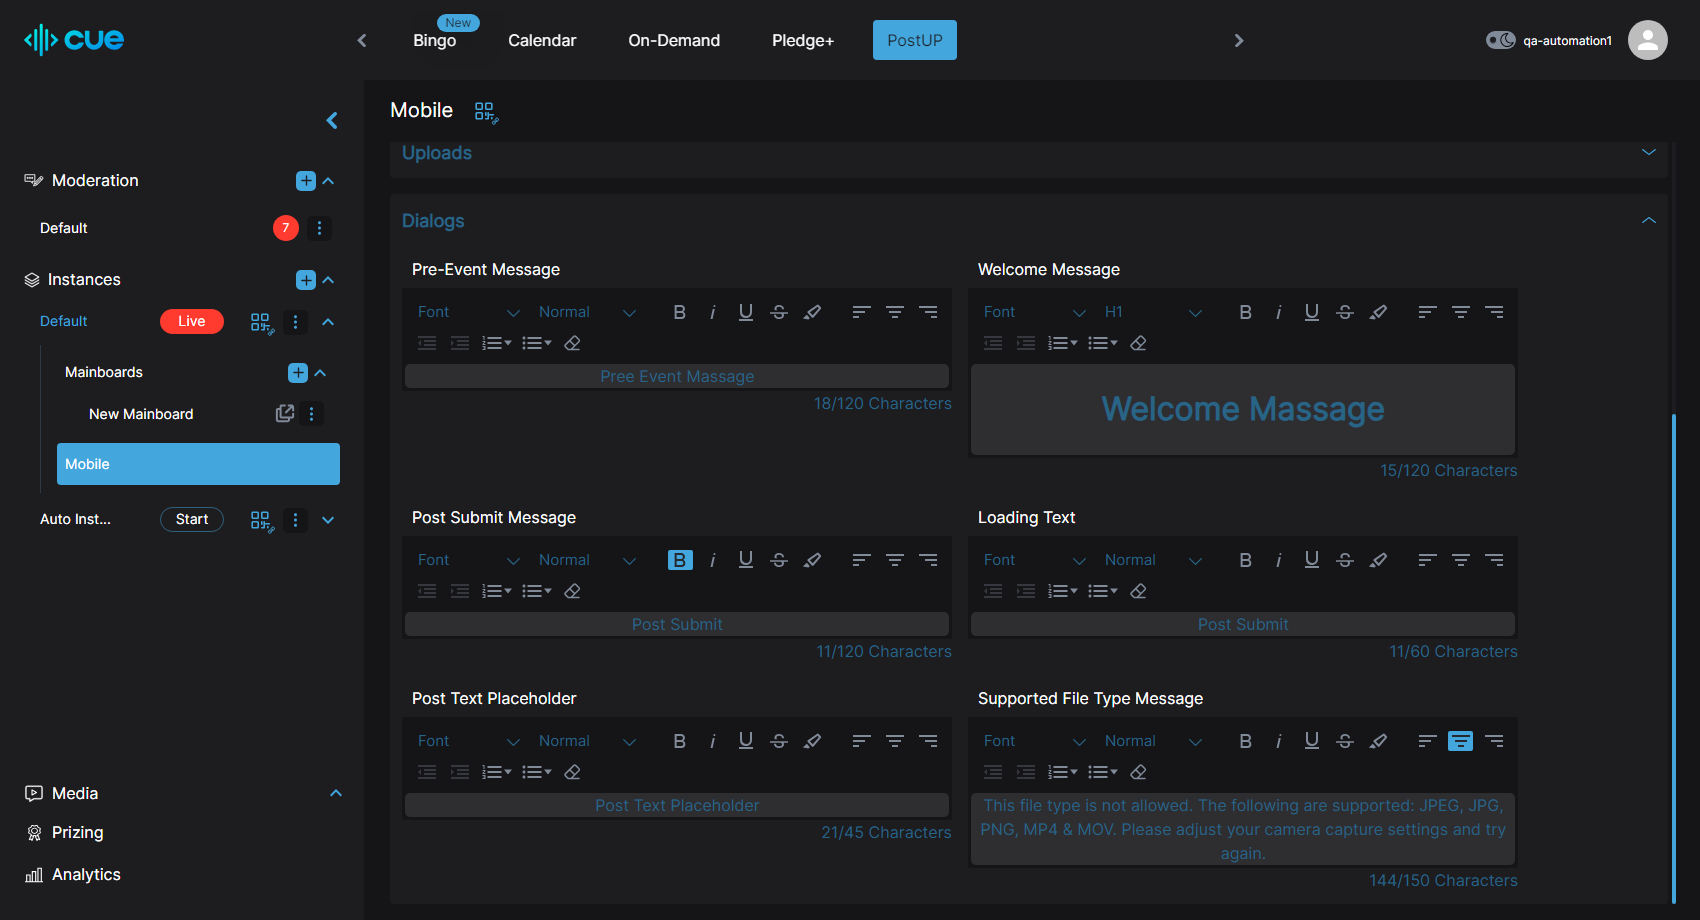 cue
New
Bingo
Calendar
On-Demand
Pledge+
PostUP
qa-automation1
Moderation
Default
7
Instances
Default
Live
Mainboards
New Mainboard
Mobile
Auto Inst...
Start
Media
Prizing
Analytics
Mobile
Uploads
Dialogs
Pre-Event Message
Font
Normal
Pree Event Massage
18/120 Characters
Welcome Message
Font
H1
Welcome Massage
15/120 Characters
Post Submit Message
Font
Normal
Post Submit
11/120 Characters
Loading Text
Font
Normal
Post Submit
11/60 Characters
Post Text Placeholder
Font
Normal
Post Text Placeholder
21/45 Characters
Supported File Type Message
Font
Normal
This file type is not allowed. The following are supported: JPEG, JPG,
PNG, MP4 & MOV. Please adjust your camera capture settings and try
again.
144/150 Characters